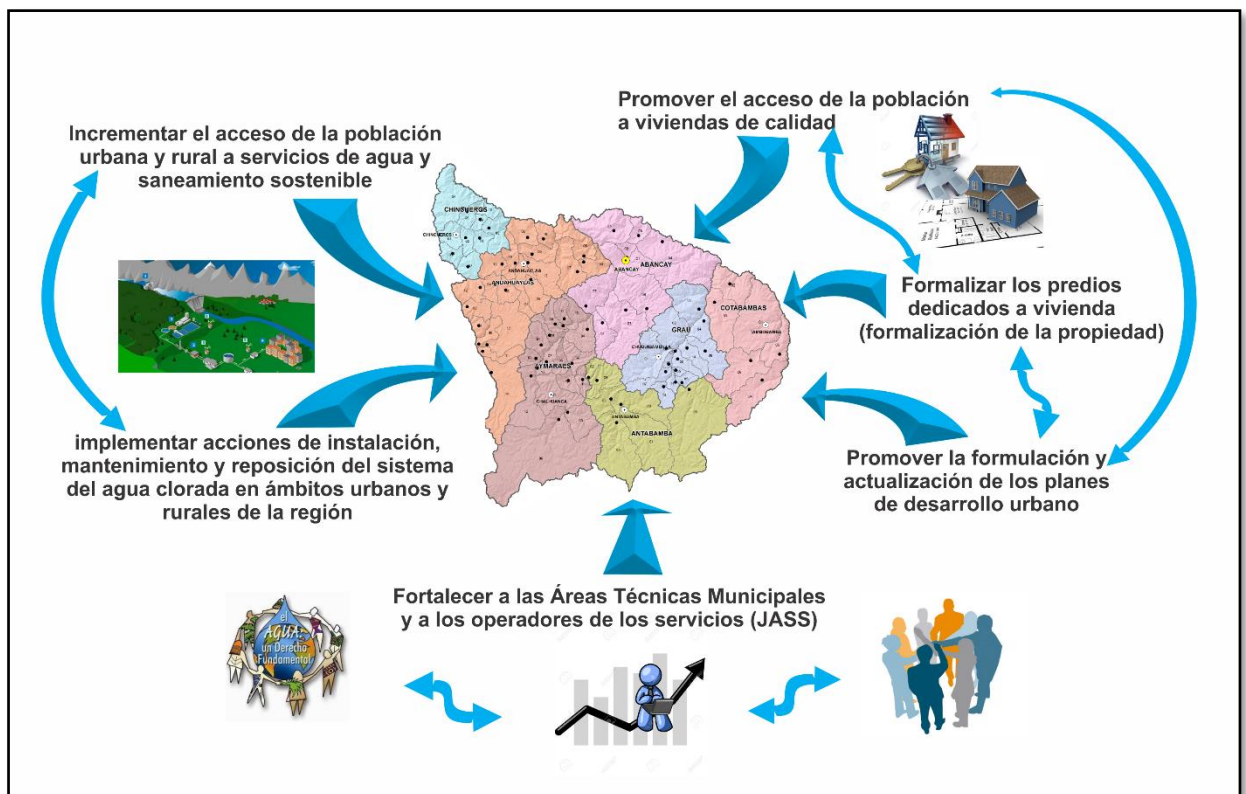 Promover el acceso de la población
a viviendas de calidad
Incrementar el acceso de la población
urbana y rural a servicios de agua y
saneamiento sostenible
CHINCHEROS
ANDAHUAYLAS
ABANCAY
ABANCAY
COTABAMBAS
GRAU
AYMARAES
ANTABAMBA
ANTABAMBA
Formalizar los predios
dedicados a vivienda
(formalización de la propiedad)
implementar acciones de instalación,
mantenimiento y reposición del sistema
del agua clorada en ámbitos urbanos y
rurales de la región
Promover la formulación y
actualización de los planes
de desarrollo urbano
Fortalecer a las Áreas Técnicas Municipales
y a los operadores de los servicios (JASS)
el
AGUA,
un Derecho
Fundamental